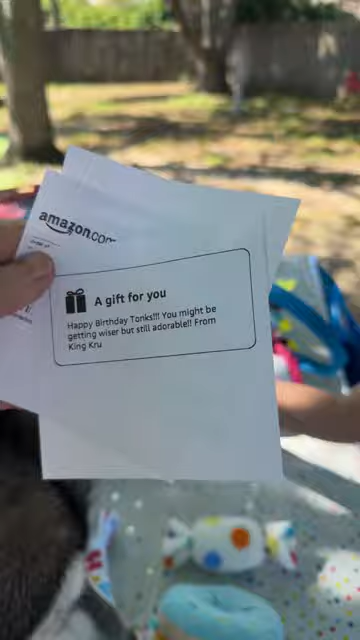 amazon.com
A gift for you
Happy Birthday Tonks!!! You might be
getting wiser but still adorable!! From
King Kru